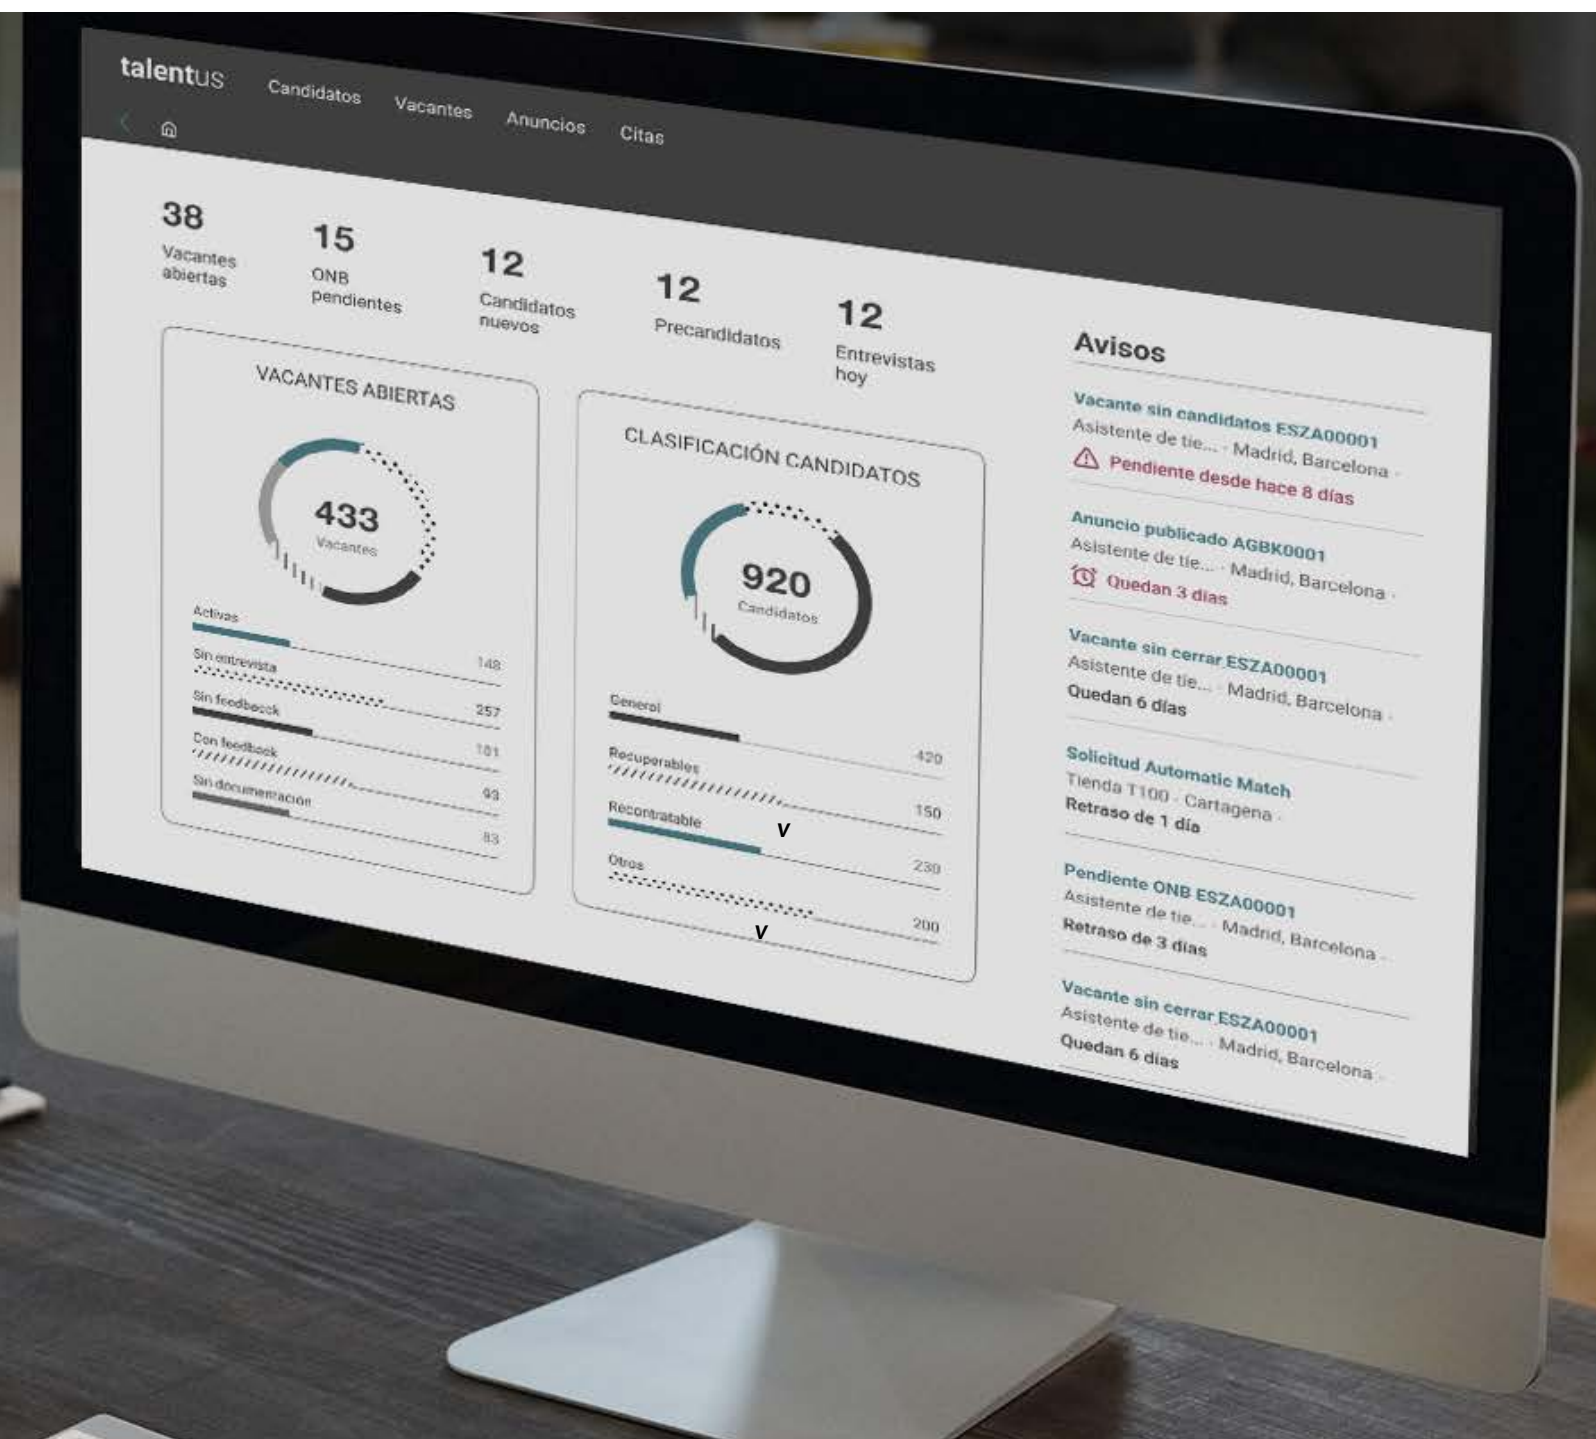 talentus
Candidatos
Vacantes
Anuncios
Citas
38
Vacantes
abiertas
15
ONB
pendientes
12
Candidatos
nuevos
12
Precandidatos
12
Entrevistas
hoy
VACANTES ABIERTAS
433
Vacantes
Activas
148
Sin entrevista
257
Sin feedbocck
101
Con feedbock
93
Sin documentación
83
CLASIFICACIÓN CANDIDATOS
920
Candidatos
General
420
Recuperables
150
v
Recontratable
230
Otros
200
v
Avisos
Vacante sin candidatos ESZA00001
Asistente de tie... · Madrid, Barcelona ·
Pendiente desde hace 8 días
Anuncio publicado AGBK0001
Asistente de tie... · Madrid, Barcelona ·
Quedan 3 días
Vacante sin cerrar ESZA00001
Asistente de tie... · Madrid, Barcelona ·
Quedan 6 días
Solicitud Automatic Match
Tienda T100 · Cartagena ·
Retraso de 1 día
Pendiente ONB ESZA00001
Asistente de tie... · Madrid, Barcelona ·
Retraso de 3 días
Vacante sin cerrar ESZA00001
Asistente de tie... · Madrid, Barcelona ·
Quedan 6 días